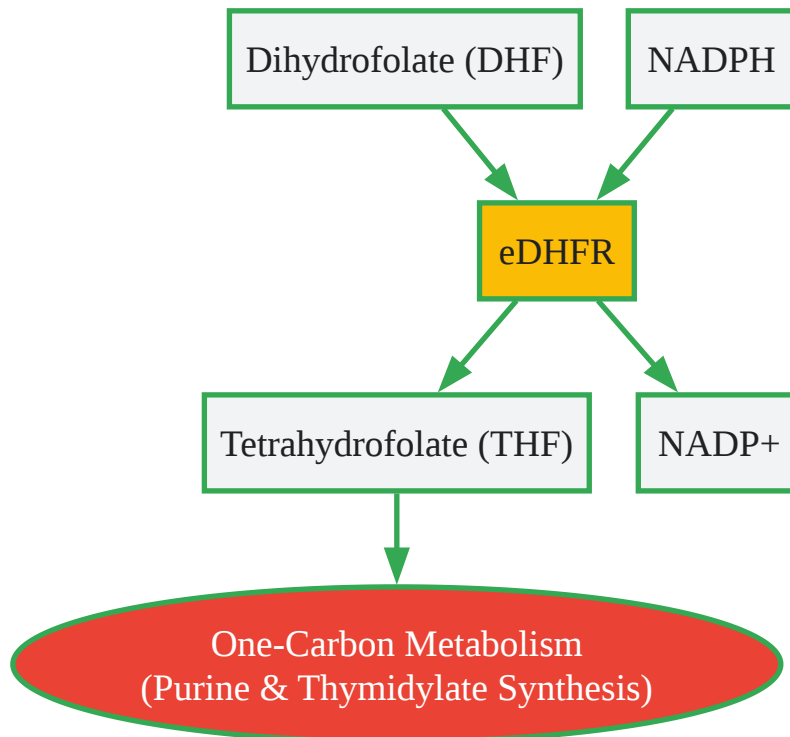 Dihydrofolate (DHF)
NADPH
eDHFR
Tetrahydrofolate (THF)
NADP+
One-Carbon Metabolism
(Purine & Thymidylate Synthesis)